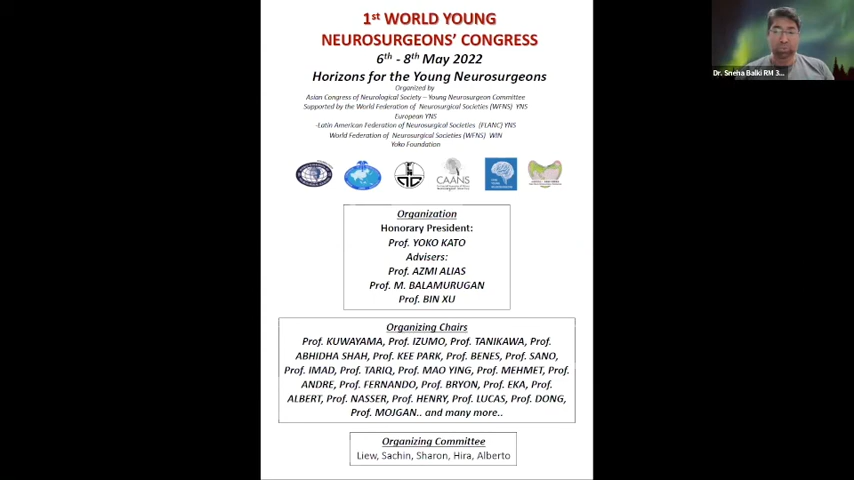 1st WORLD YOUNG
NEUROSURGEONS' CONGRESS
6th - 8th May 2022
Horizons for the Young Neurosurgeons
Organized by
Asian Congress of Neurological Society – Young Neurosurgeon Committee
Supported by the World Federation of Neurosurgical Societies (WFNS) YNS
European YNS
-Latin American Federation of Neurosurgical Societies (FLANC) YNS
World Federation of Neurosurgical Societies (WFNS) WIN
Yoko Foundation
CAANS
Organization
Honorary President:
Prof. YOKO KATO
Advisers:
Prof. AZMI ALIAS
Prof. M. BALAMURUGAN
Prof. BIN XU
Organizing Chairs
Prof. KUWAYAMA, Prof. IZUMO, Prof. TANIKAWA, Prof.
ABHIDHA SHAH, Prof. KEE PARK, Prof. BENES, Prof. SANO,
Prof. IMAD, Prof. TARIQ, Prof. MAO YING, Prof. MEHMET, Prof.
ANDRE, Prof. FERNANDO, Prof. BRYON, Prof. EKA, Prof.
ALBERT, Prof. NASSER, Prof. HENRY, Prof. LUCAS, Prof. DONG,
Prof. MOJGAN.. and many more..
Organizing Committee
Liew, Sachin, Sharon, Hira, Alberto
Dr. Sneha Balki RM 3...